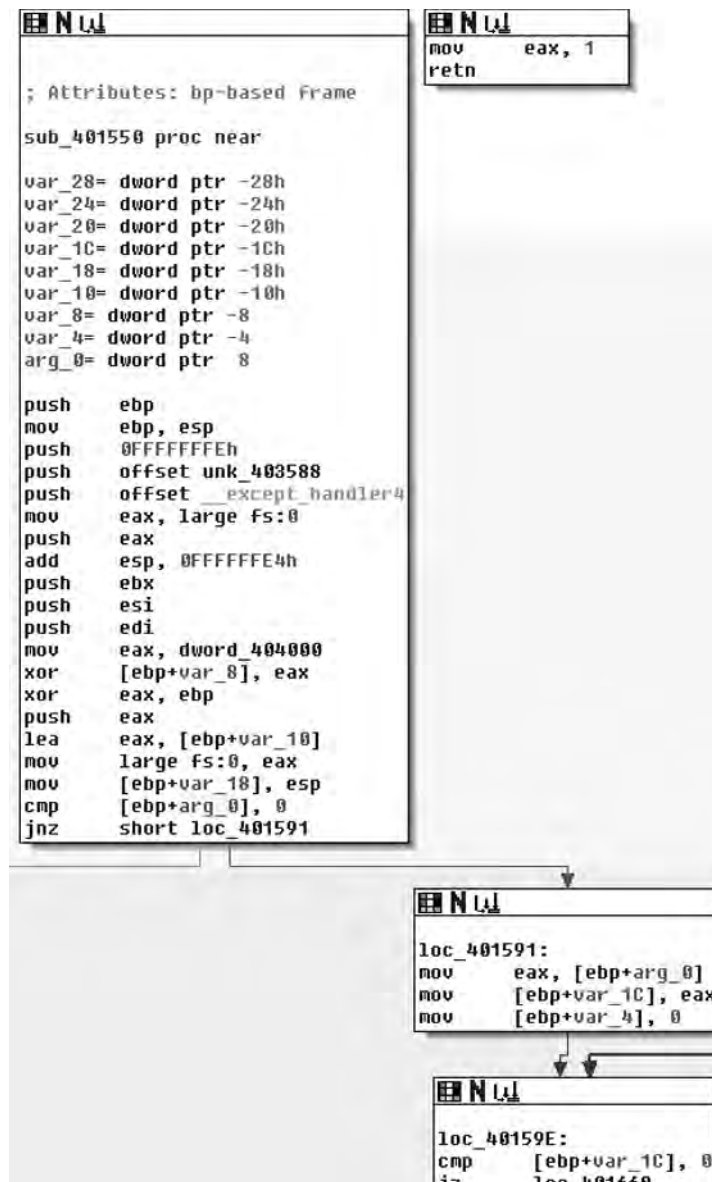 ; Attributes: bp-based frame
sub_401550 proc near
var_28= dword ptr -28h
var_24= dword ptr -24h
var_20= dword ptr -20h
var_1C= dword ptr -1Ch
var_18= dword ptr -18h
var_10= dword ptr -10h
var_8= dword ptr -8
var_4= dword ptr -4
arg_0= dword ptr 8
push ebp
mov ebp, esp
push 0FFFFFFFEh
push offset unk_403588
push offset __except_handler4
mov eax, large fs:0
push eax
add esp, 0FFFFFFE4h
push ebx
push esi
push edi
mov eax, dword_404000
xor [ebp+var_8], eax
xor eax, ebp
push eax
lea eax, [ebp+var_10]
mov large fs:0, eax
mov [ebp+var_18], esp
cmp [ebp+arg_0], 0
jnz short loc_401591
mov eax, 1
retn
loc_401591:
mov eax, [ebp+arg_0]
mov [ebp+var_1C], eax
mov [ebp+var_4], 0
loc_40159E:
cmp [ebp+var_1C], 0